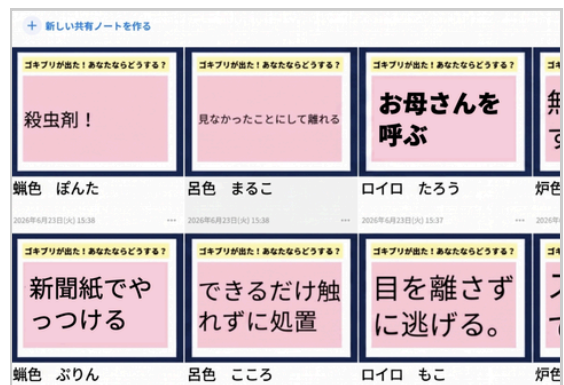 + 新しい共有ノートを作る
ゴキブリが出た！あなたならどうする？
殺虫剤！
蝋色 ぽんた
2026年6月23日(火) 15:38
ゴキブリが出た！あなたならどうする？
見なかったことにして離れる
呂色 まるこ
2026年6月23日(火) 15:38
ゴキブリが出た！あなたならどうする？
お母さんを
呼ぶ
ロイロ たろう
2026年6月23日(火) 15:37
炉色
ゴキブリが出た！あなたならどうする？
新聞紙でや
っつける
蝋色 ぷりん
ゴキブリが出た！あなたならどうする？
できるだけ触
れずに処置
呂色 こころ
ゴキブリが出た！あなたならどうする？
目を離さず
に逃げる。
ロイロ もこ
炉色